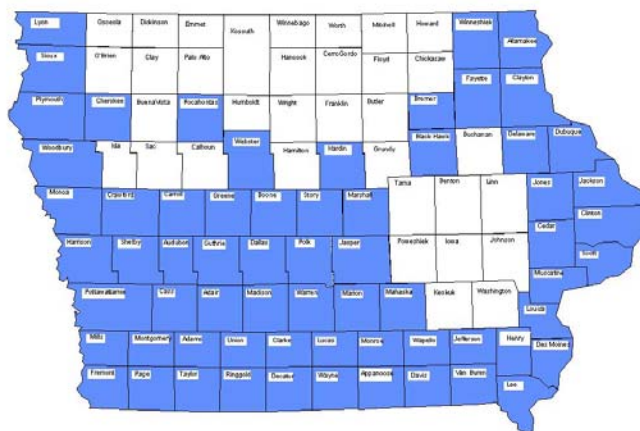 Lyon Osceola Dickinson Emmet Kossuth Winnebago Worth Mitchell Howard Winneshiek Allamakee
Sioux O'Brien Clay Palo Alto Hancock Cerro Gordo Floyd Chickasaw Fayette Clayton
Plymouth Cherokee Buena Vista Pocahontas Humboldt Wright Franklin Butler Bremer
Woodbury Ida Sac Calhoun Webster Hamilton Hardin Grundy Black Hawk Buchanan Delaware Dubuque
Monona Crawford Carroll Greene Boone Story Marshall Tama Benton Linn Jones Jackson
Clinton
Harrison Shelby Audubon Guthrie Dallas Polk Jasper Poweshiek Iowa Johnson Cedar
Scott
Muscatine
Pottawattamie Cass Adair Madison Warren Marion Mahaska Keokuk Washington
Louisa
Mills Montgomery Adams Union Clarke Lucas Monroe Wapello Jefferson Henry Des Moines
Fremont Page Taylor Ringgold Decatur Wayne Appanoose Davis Van Buren Lee